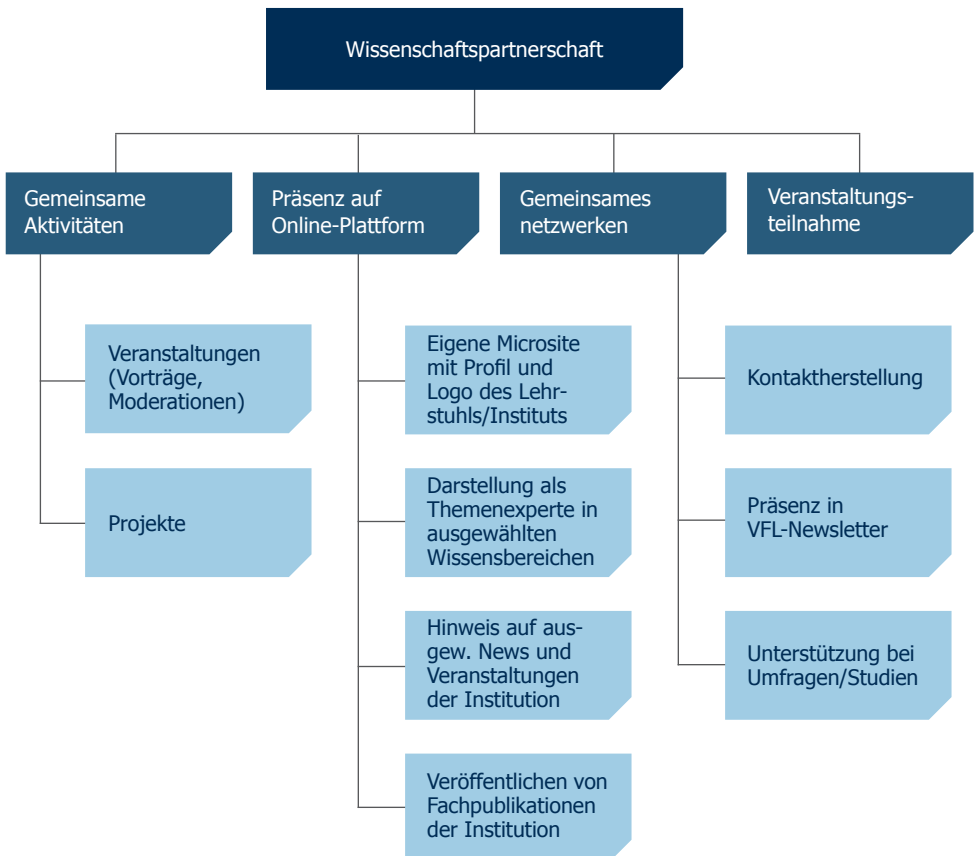 Wissenschaftspartnerschaft
Gemeinsame
Aktivitäten
Präsenz auf
Online-Plattform
Gemeinsames
netzwerken
Veranstaltungs-
teilnahme
Veranstaltungen
(Vorträge,
Moderationen)
Projekte
Eigene Microsite
mit Profil und
Logo des Lehr-
stuhls/Instituts
Darstellung als
Themenexperte in
ausgewählten
Wissensbereichen
Hinweis auf aus-
gew. News und
Veranstaltungen
der Institution
Veröffentlichen von
Fachpublikationen
der Institution
Kontaktherstellung
Präsenz in
VFL-Newsletter
Unterstützung bei
Umfragen/Studien